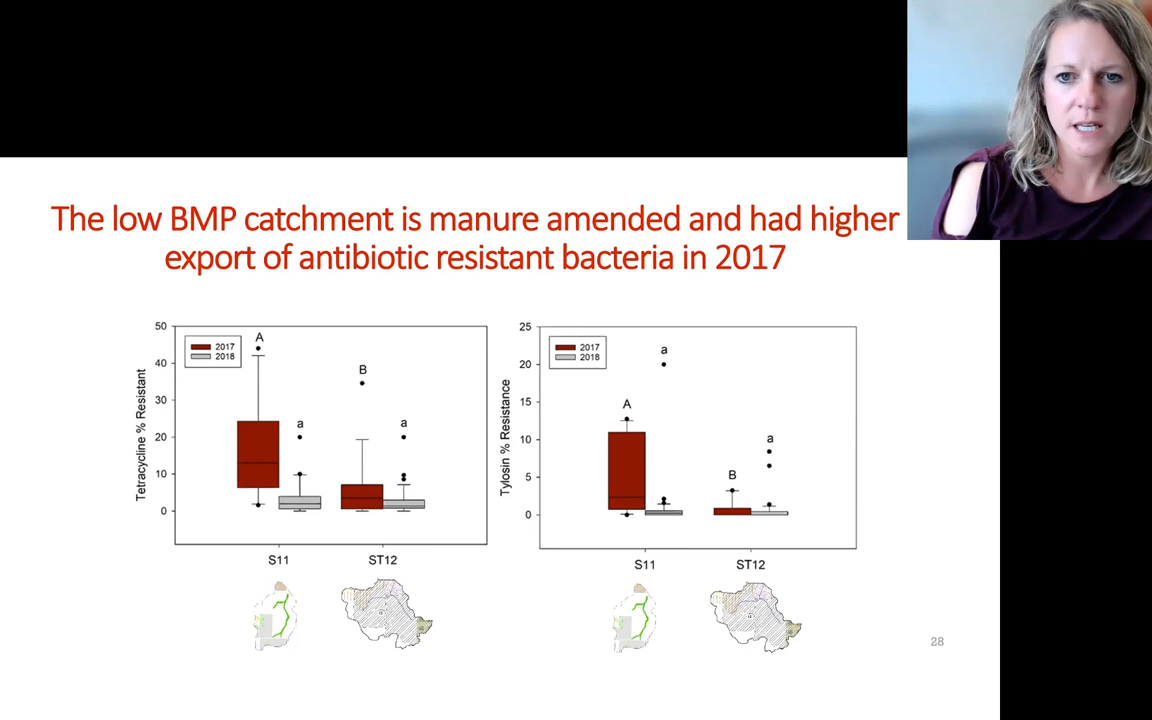 The low BMP catchment is manure amended and had higher
export of antibiotic resistant bacteria in 2017
50
40
30
20
10
0
Tetracycline % Resistant
2017
2018
A
a
B
a
S11
ST12
25
20
15
10
5
0
Tylosin % Resistance
2017
2018
A
a
B
a
S11
ST12
28